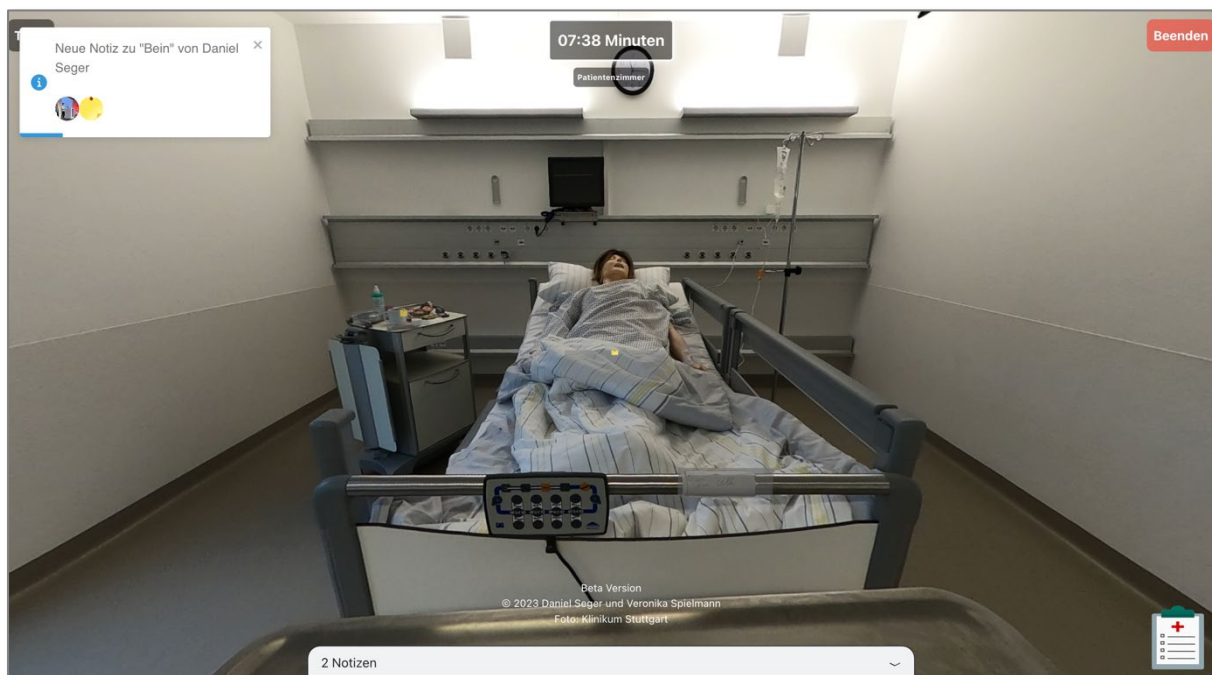 Neue Notiz zu "Bein" von Daniel
Seger
07:38 Minuten
Patientenzimmer
Beenden
Beta Version
© 2023 Daniel Seger und Veronika Spielmann
Foto: Klinikum Stuttgart
2 Notizen